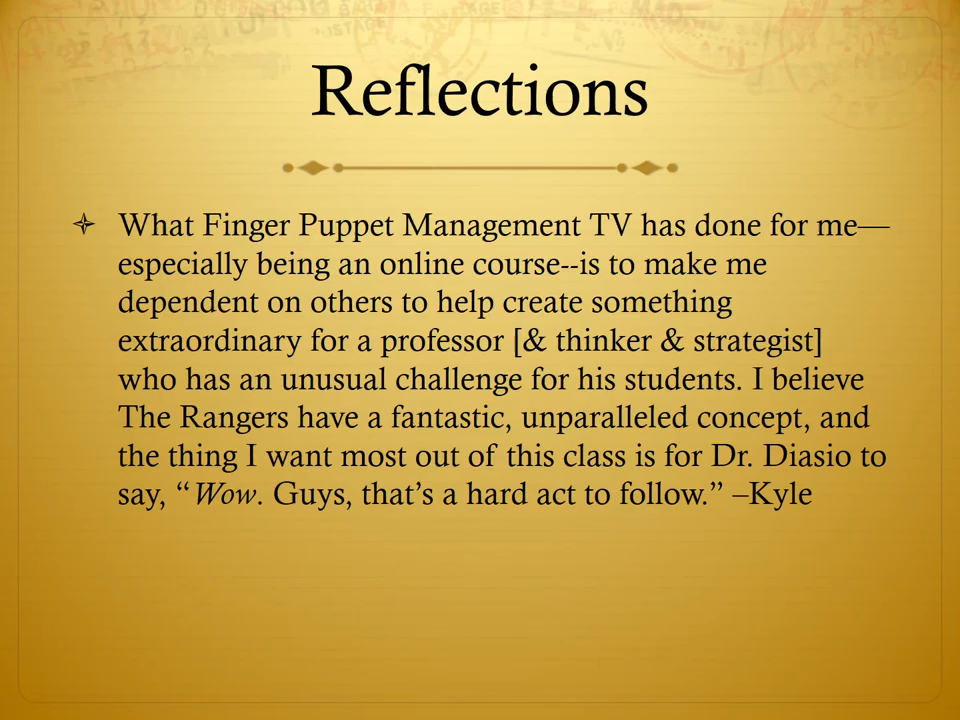 Reflections
What Finger Puppet Management TV has done for me—
especially being an online course--is to make me
dependent on others to help create something
extraordinary for a professor [& thinker & strategist]
who has an unusual challenge for his students. I believe
The Rangers have a fantastic, unparalleled concept, and
the thing I want most out of this class is for Dr. Diasio to
say, “Wow. Guys, that’s a hard act to follow.” –Kyle